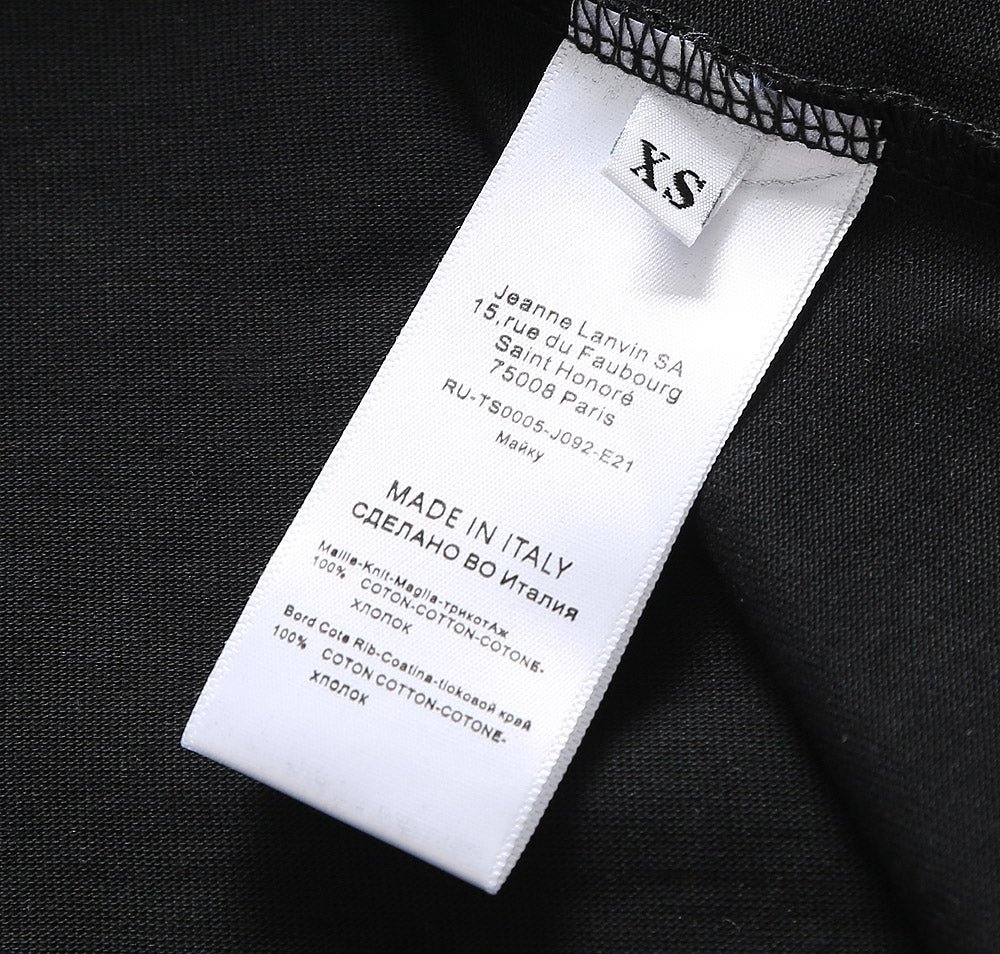 XS
Jeanne Lanvin SA
15,rue du Faubourg
Saint Honoré
75008 Paris
RU-TS0005-J092-E21
Майку
MADE IN ITALY
СДЕЛАНО ВО Италия
Maille-Knit-Maglia-трикотАж
100% COTON-COTTON-COTONE-
ХЛОПОК
Bord Cote Rib-Coatina-tiоковой край
100% COTON COTTON-COTONE-
ХПОЛОК